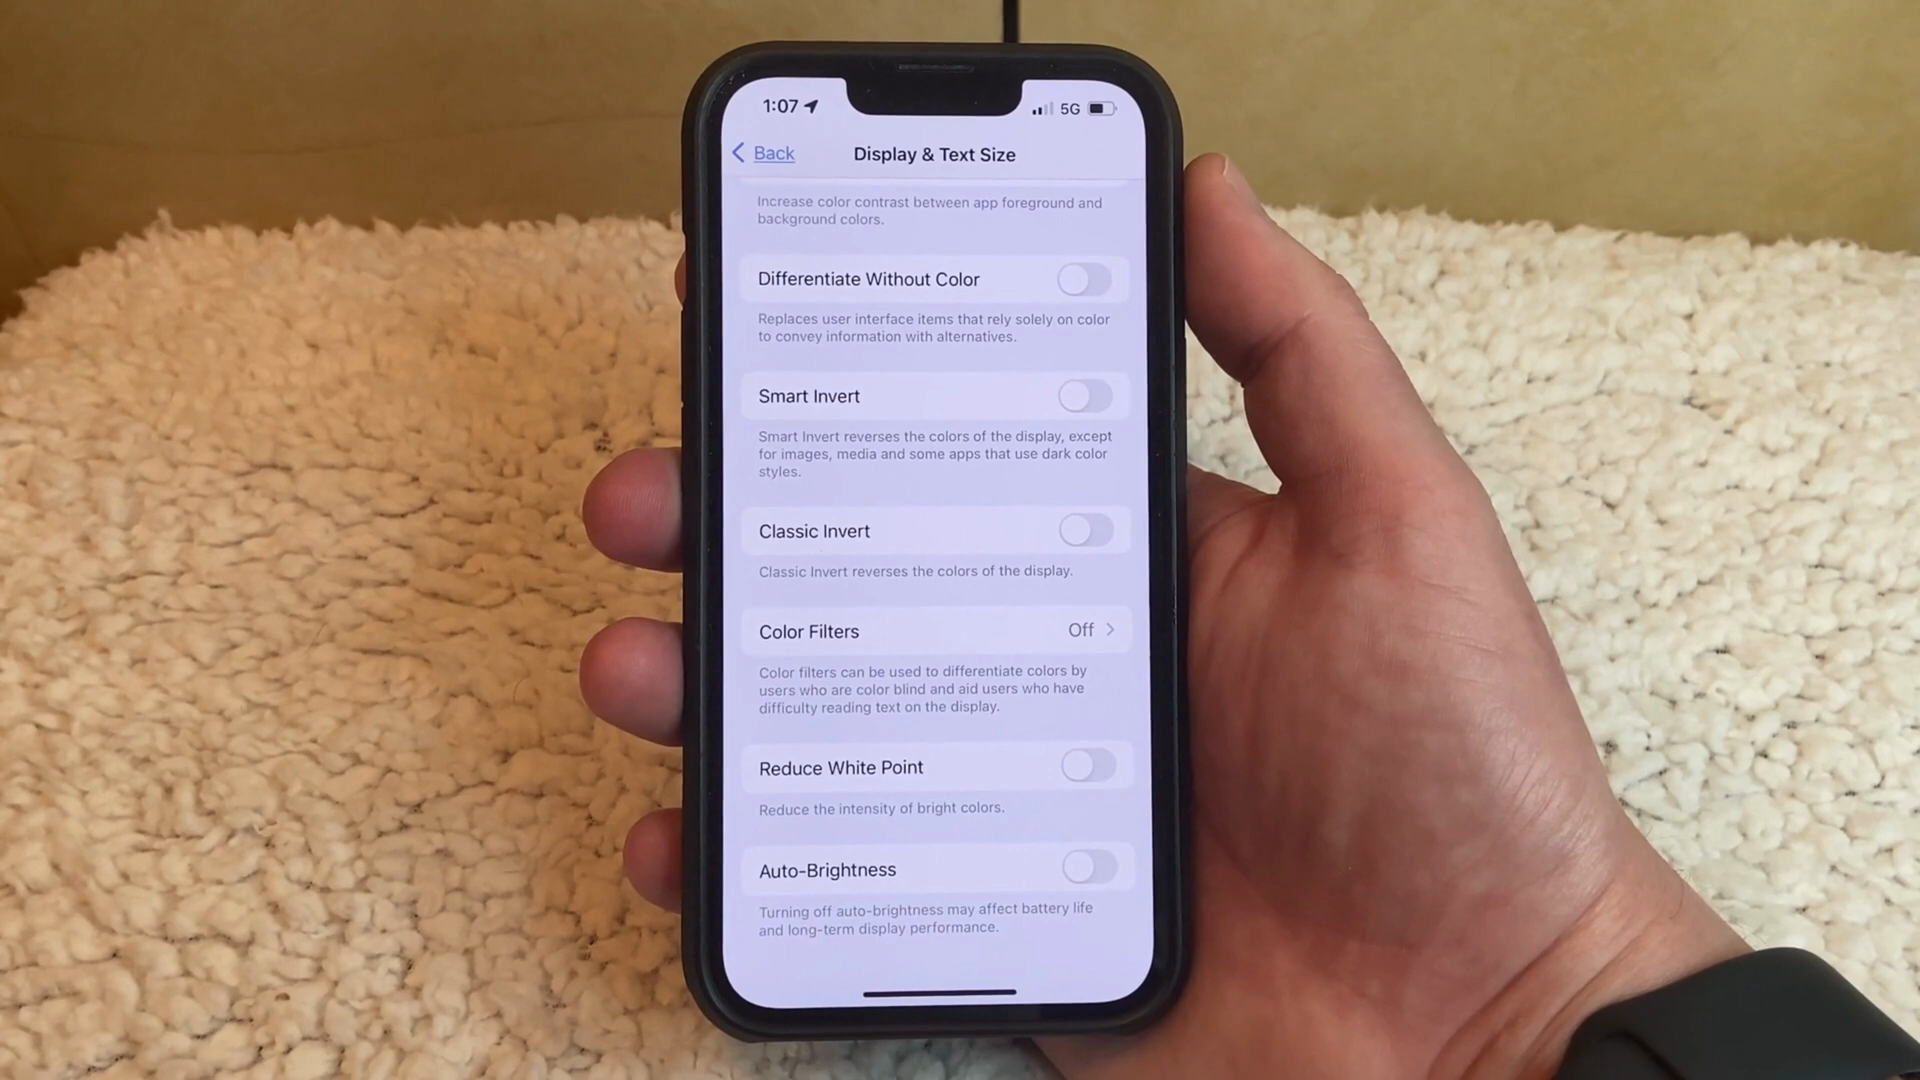 1:07 5G
Back Display & Text Size
Increase color contrast between app foreground and
background colors.
Differentiate Without Color
Replaces user interface items that rely solely on color
to convey information with alternatives.
Smart Invert
Smart Invert reverses the colors of the display, except
for images, media and some apps that use dark color
styles.
Classic Invert
Classic Invert reverses the colors of the display.
Color Filters Off
Color filters can be used to differentiate colors by
users who are color blind and aid users who have
difficulty reading text on the display.
Reduce White Point
Reduce the intensity of bright colors.
Auto-Brightness
Turning off auto-brightness may affect battery life
and long-term display performance.